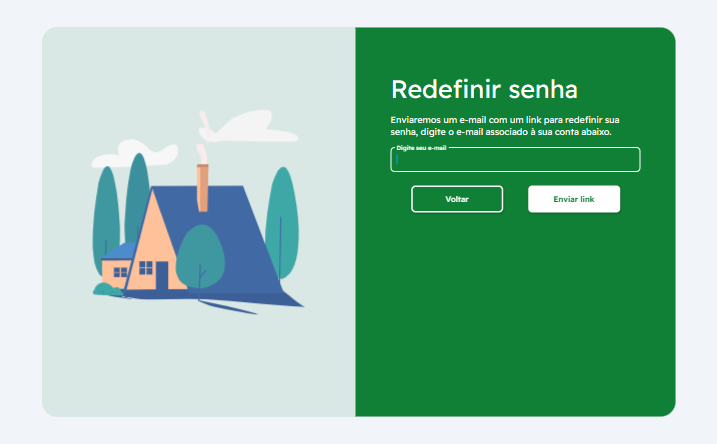 Redefinir senha
Enviaremos um e-mail com um link para redefinir sua
senha, digite o e-mail associado à sua conta abaixo.
Digite seu e-mail
Voltar
Enviar link